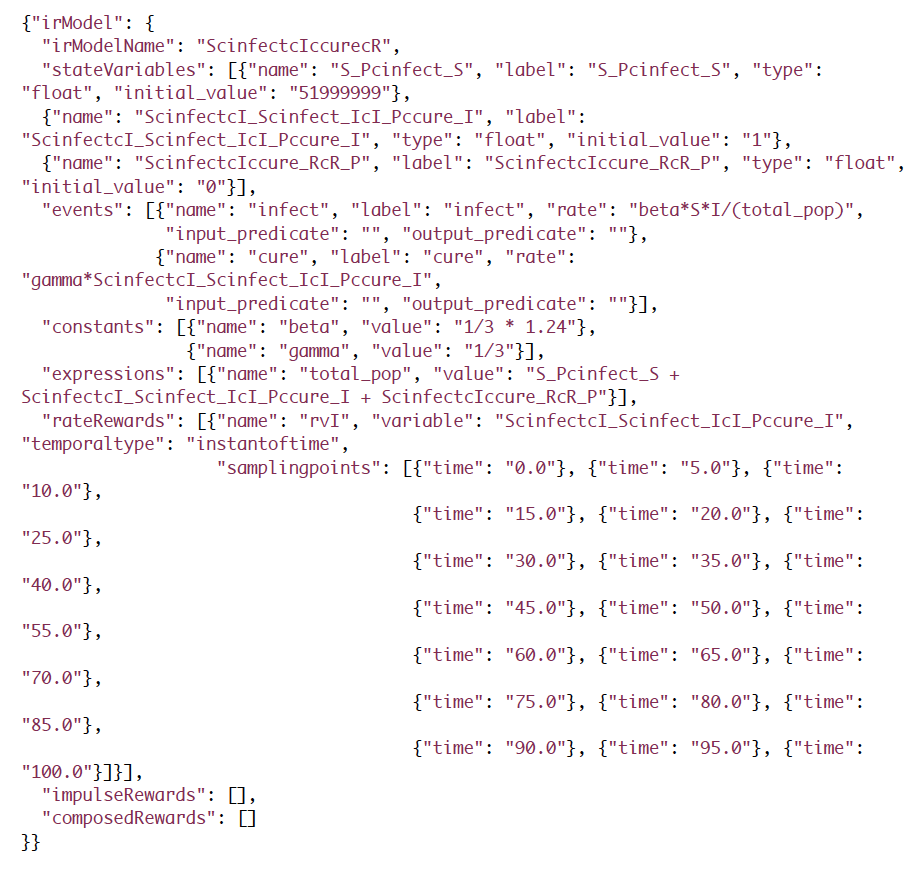 {"irModel": {
"irModelName": "ScinfectcIccurecR",
"stateVariables": [{"name": "S_Pcinfect_S", "label": "S_Pcinfect_S", "type":
"float", "initial_value": "51999999"},
{"name": "ScinfectcI_Scinfect_IcI_Pccure_I", "label":
"ScinfectcI_Scinfect_IcI_Pccure_I", "type": "float", "initial_value": "1"},
{"name": "ScinfectcIccure_RcR_P", "label": "ScinfectcIccure_RcR_P", "type": "float",
"initial_value": "0"}],
"events": [{"name": "infect", "label": "infect", "rate": "beta*S*I/(total_pop)",
"input_predicate": "", "output_predicate": ""},
{"name": "cure", "label": "cure", "rate":
"gamma*ScinfectcI_Scinfect_IcI_Pccure_I",
"input_predicate": "", "output_predicate": ""}],
"constants": [{"name": "beta", "value": "1/3 * 1.24"},
{"name": "gamma", "value": "1/3"}],
"expressions": [{"name": "total_pop", "value": "S_Pcinfect_S +
ScinfectcI_Scinfect_IcI_Pccure_I + ScinfectcIccure_RcR_P"}],
"rateRewards": [{"name": "rvI", "variable": "ScinfectcI_Scinfect_IcI_Pccure_I",
"temporaltype": "instantoftime",
"samplingpoints": [{"time": "0.0"}, {"time": "5.0"}, {"time":
"10.0"},
{"time": "15.0"}, {"time": "20.0"}, {"time":
"25.0"},
{"time": "30.0"}, {"time": "35.0"}, {"time":
"40.0"},
{"time": "45.0"}, {"time": "50.0"}, {"time":
"55.0"},
{"time": "60.0"}, {"time": "65.0"}, {"time":
"70.0"},
{"time": "75.0"}, {"time": "80.0"}, {"time":
"85.0"},
{"time": "90.0"}, {"time": "95.0"}, {"time":
"100.0"}]}],
"impulseRewards": [],
"composedRewards": []
}}